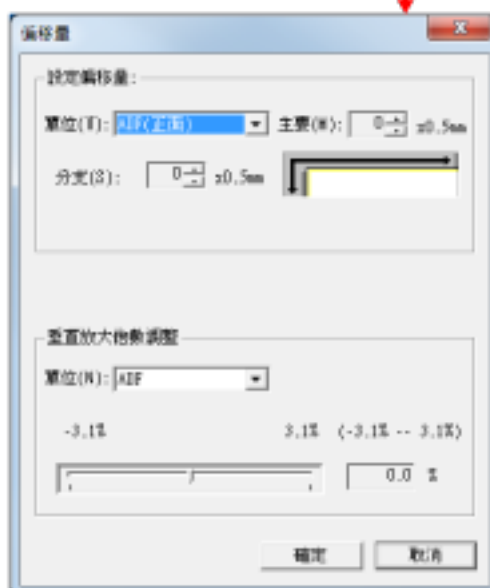 偏移量
設定偏移量:
單位(T): ADF(正面) 主要(M): 0 x0.5mm
分支(S): 0 x0.5mm
垂直放大倍數調整
單位(N): ADF
-3.1% 3.1% (-3.1% -- 3.1%)
0.0 %
確定 取消